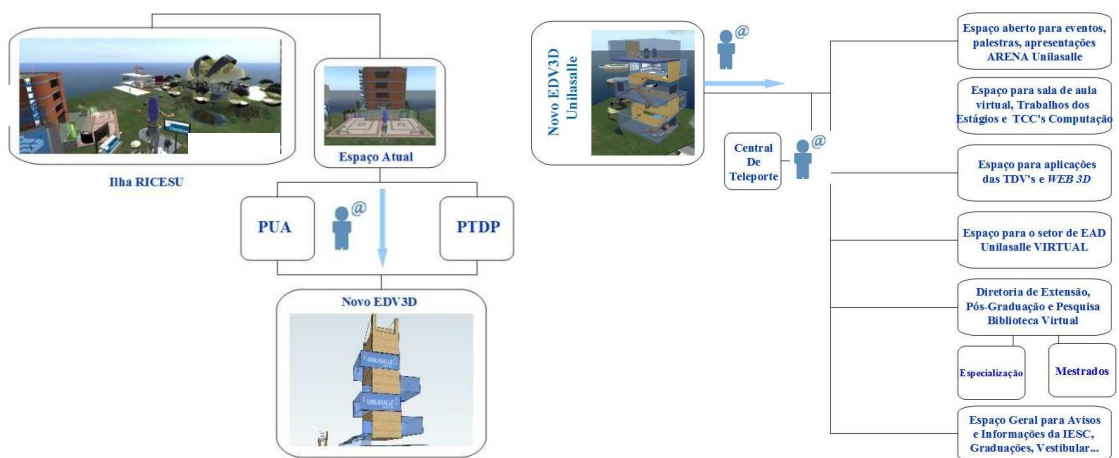 Ilha RICESU
Espaço Atual
PUA
@
PTDP
Novo EDV3D
UNILASALLE
UNILASALLE
Novo EDV3D
Unilasalle
@
Central
De
Teleporte
@
Espaço aberto para eventos,
palestras, apresentações
ARENA Unilasalle
Espaço para sala de aula
virtual, Trabalhos dos
Estágios e TCC's Computação
Espaço para aplicações
das TDV's e WEB 3D
Espaço para o setor de EAD
Unilasalle VIRTUAL
Diretoria de Extensão,
Pós-Graduação e Pesquisa
Biblioteca Virtual
Especialização
Mestrados
Espaço Geral para Avisos
e Informações da IESC,
Graduações, Vestíbular...